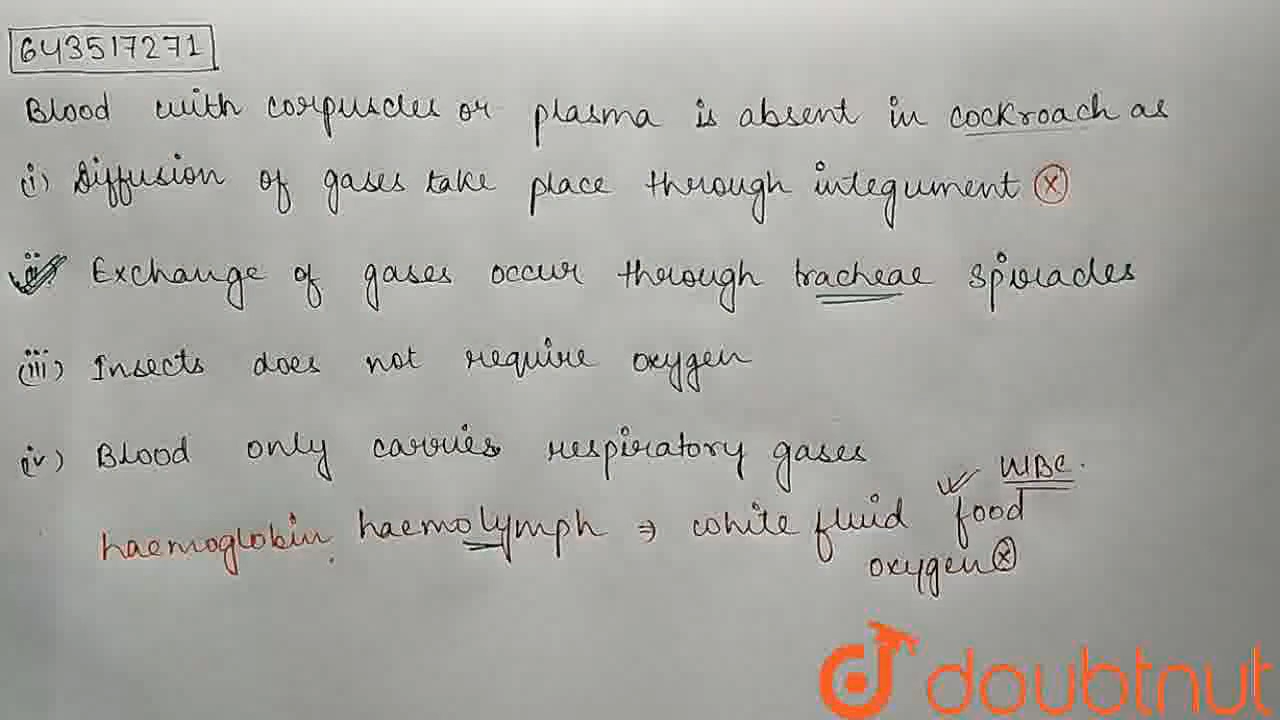 643517271
Blood with corpuscles or plasma is absent in cockroach as
(i) Diffusion of gases take place through integument ⓧ
(ii) Exchange of gases occur through tracheae spiracles
(iii) Insects does not require oxygen
(iv) Blood only carries respiratory gases
WBC.
haemoglobin. haemolymph ⇒ white fluid food
oxygen ⓧ
doubtnut